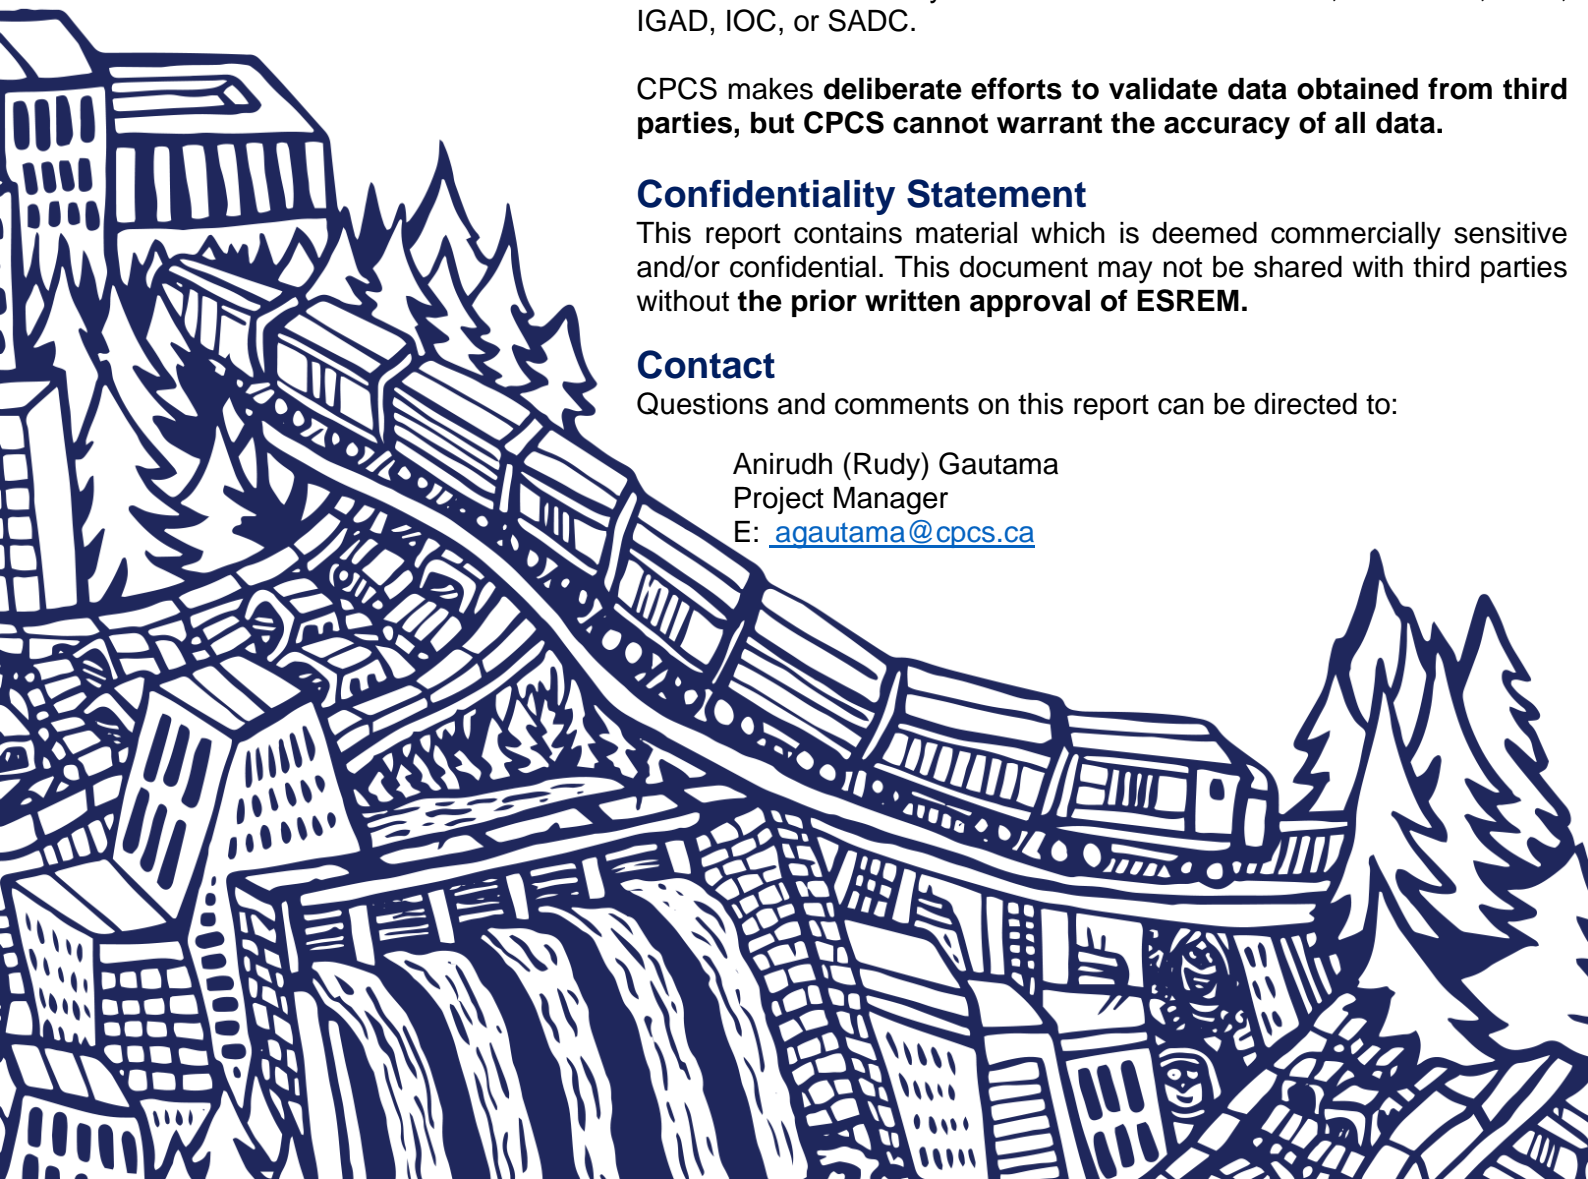 IGAD, IOC, or SADC.
CPCS makes deliberate efforts to validate data obtained from third
parties, but CPCS cannot warrant the accuracy of all data.
Confidentiality Statement
This report contains material which is deemed commercially sensitive
and/or confidential. This document may not be shared with third parties
without the prior written approval of ESREM.
Contact
Questions and comments on this report can be directed to:
Anirudh (Rudy) Gautama
Project Manager
E: agautama@cpcs.ca